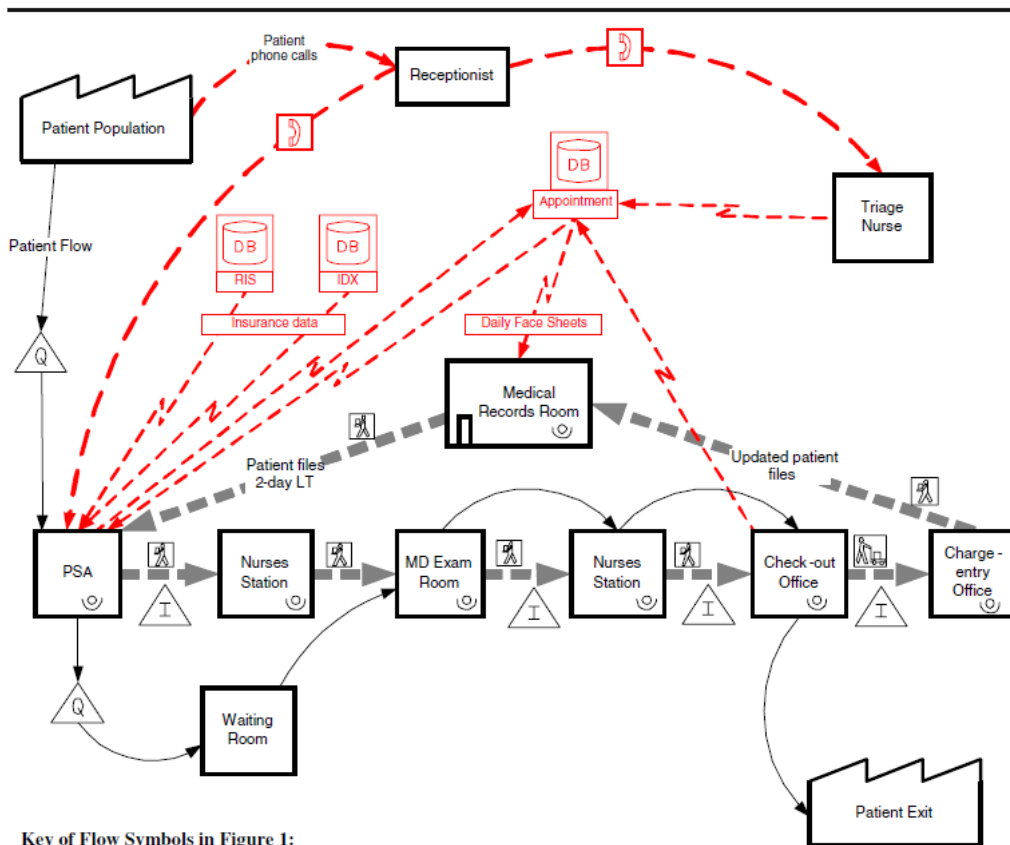 Patient
phone calls
Receptionist
Patient Population
DB
Appointment
Triage
Nurse
Patient Flow
DB
RIS
DB
IDX
Insurance data
Daily Face Sheets
Q
Medical
Records Room
Patient files
2-day LT
Updated patient
files
PSA
Nurses
Station
MD Exam
Room
Nurses
Station
Check-out
Office
Charge-
entry
Office
I
I
I
I
Q
Waiting
Room
Patient Exit
Key of Flow Symbols in Figure 1: